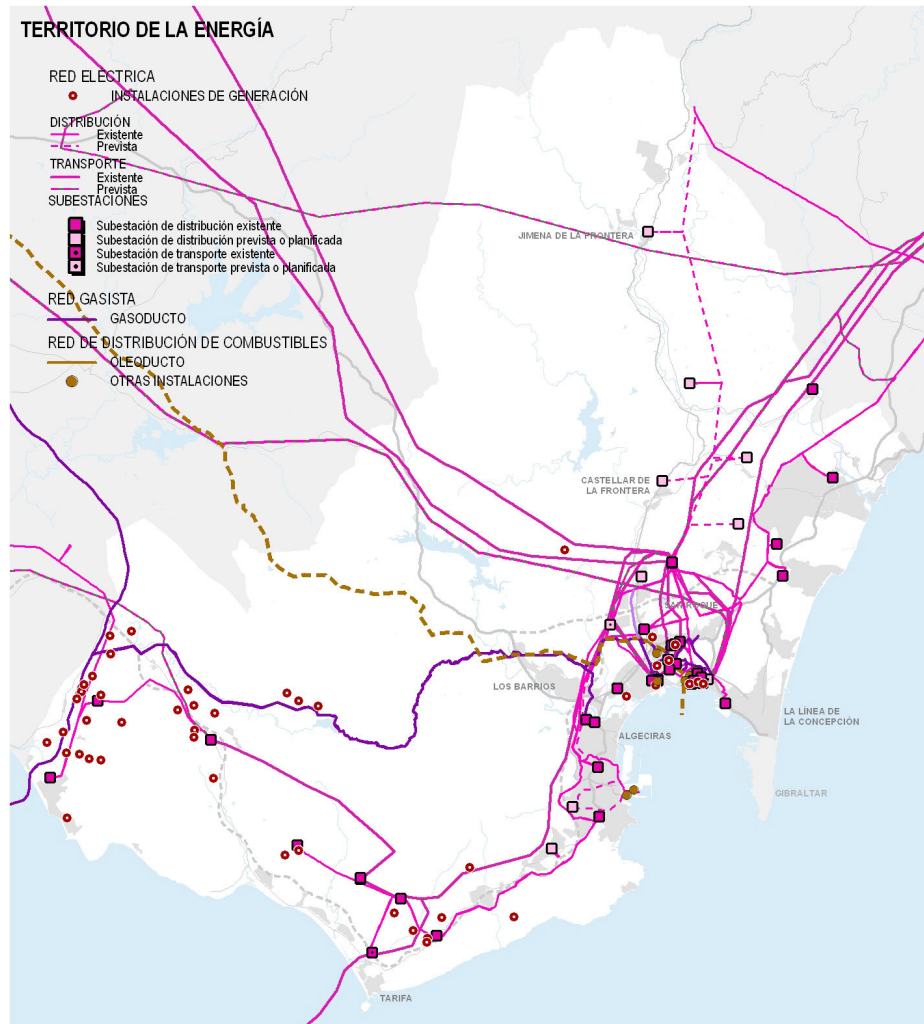 TERRITORIO DE LA ENERGÍA
RED ELECTRICA
INSTALACIONES DE GENERACIÓN
DISTRIBUCIÓN
Existente
Prevista
TRANSPORTE
Existente
Prevista
SUBESTACIONES
Subestación de distribución existente
Subestación de distribución prevista o planificada
Subestación de transporte existente
Subestación de transporte prevista o planificada
RED GASISTA
GASODUCTO
RED DE DISTRIBUCIÓN DE COMBUSTIBLES
OLEODUCTO
OTRAS INSTALACIONES
JIMENA DE LA FRONTERA
CASTELLAR DE
LA FRONTERA
SAN ROQUE
LOS BARRIOS
LA LÍNEA DE
LA CONCEPCIÓN
ALGECIRAS
GIBRALTAR
TARIFA